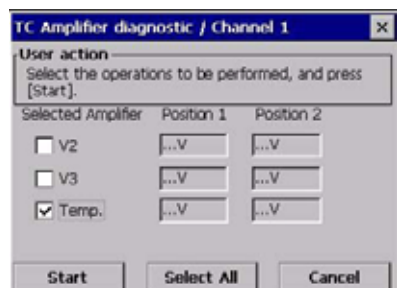 TC Amplifier diagnostic / Channel 1
User action
Select the operations to be performed, and press
[Start].
Selected Amplifier Position 1 Position 2
V2 ...V ...V
V3 ...V ...V
Temp. ...V ...V
Start Select All Cancel